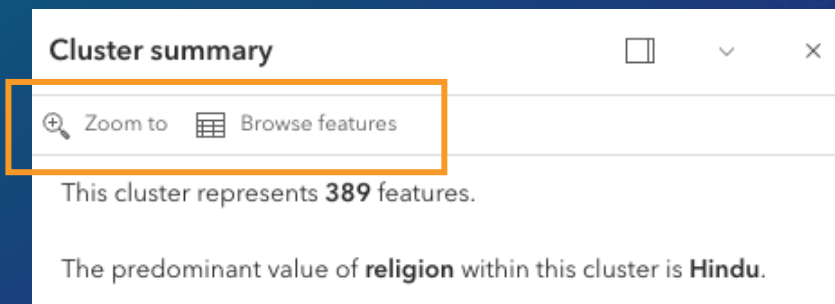 Cluster summary
Zoom to Browse features
This cluster represents 389 features.
The predominant value of religion within this cluster is Hindu.